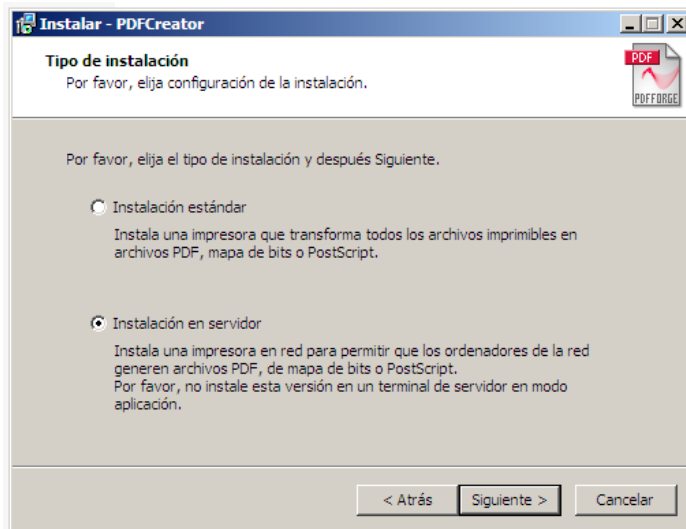 Instalar - PDFCreator
Tipo de instalación
Por favor, elija configuración de la instalación.
PDF
PDFFORGE
Por favor, elija el tipo de instalación y después Siguiente.
Instalación estándar
Instala una impresora que transforma todos los archivos imprimibles en
archivos PDF, mapa de bits o PostScript.
Instalación en servidor
Instala una impresora en red para permitir que los ordenadores de la red
generen archivos PDF, de mapa de bits o PostScript.
Por favor, no instale esta versión en un terminal de servidor en modo
aplicación.
< Atrás Siguiente > Cancelar